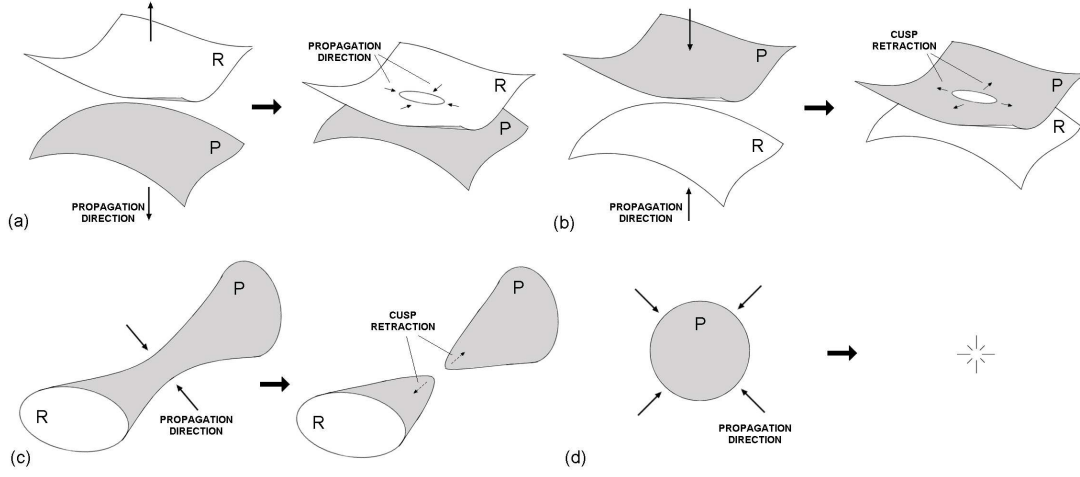 R
P
PROPAGATION
DIRECTION
PROPAGATION
DIRECTION
R
P
(a)
P
R
PROPAGATION
DIRECTION
CUSP
RETRACTION
P
R
(b)
P
R
PROPAGATION
DIRECTION
CUSP
RETRACTION
P
R
(c)
P
PROPAGATION
DIRECTION
(d)